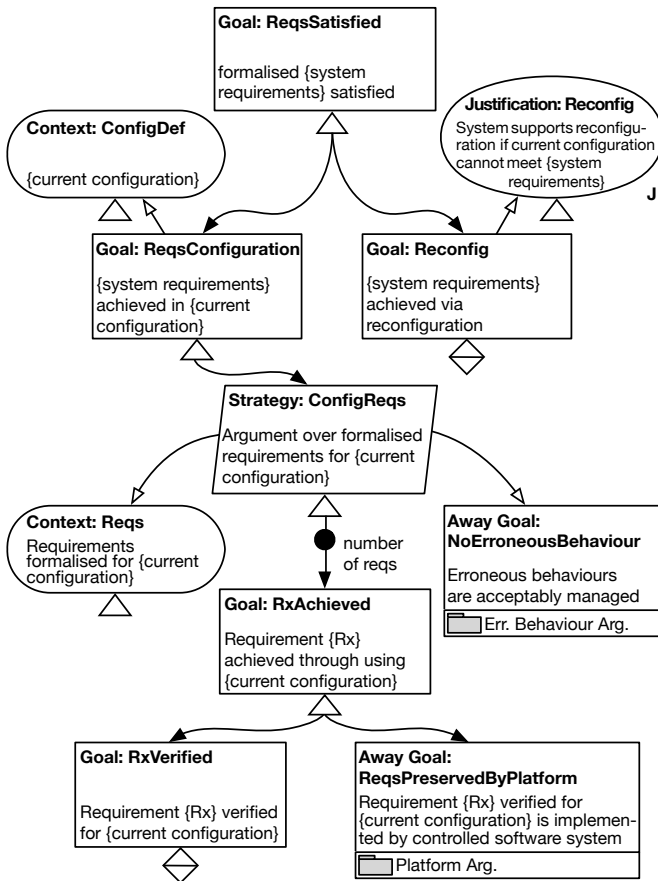 Goal: ReqsSatisfied
formalised {system
requirements} satisfied
Context: ConfigDef
{current configuration}
Justification: Reconfig
System supports reconfigu-
ration if current configuration
cannot meet {system
requirements}
J
Goal: ReqsConfiguration
{system requirements}
achieved in {current
configuration}
Goal: Reconfig
{system requirements}
achieved via
reconfiguration
Strategy: ConfigReqs
Argument over formalised
requirements for {current
configuration}
Context: Reqs
Requirements
formalised for {current
configuration}
number
of reqs
Away Goal:
NoErroneousBehaviour
Erroneous behaviours
are acceptably managed
Err. Behaviour Arg.
Goal: RxAchieved
Requirement {Rx}
achieved through using
{current configuration}
Goal: RxVerified
Requirement {Rx} verified
for {current configuration}
Away Goal:
ReqsPreservedByPlatform
Requirement {Rx} verified for
{current configuration} is implemen-
ted by controlled software system
Platform Arg.